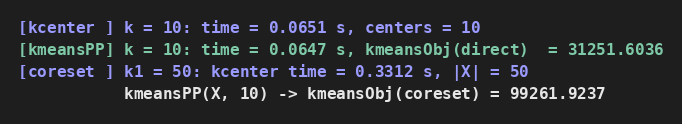 [kcenter ] k = 10: time = 0.0651 s, centers = 10
[kmeansPP] k = 10: time = 0.0647 s, kmeansObj(direct)  = 31251.6036
[coreset ] k1 = 50: kcenter time = 0.3312 s, |X| = 50
           kmeansPP(X, 10) -> kmeansObj(coreset) = 99261.9237